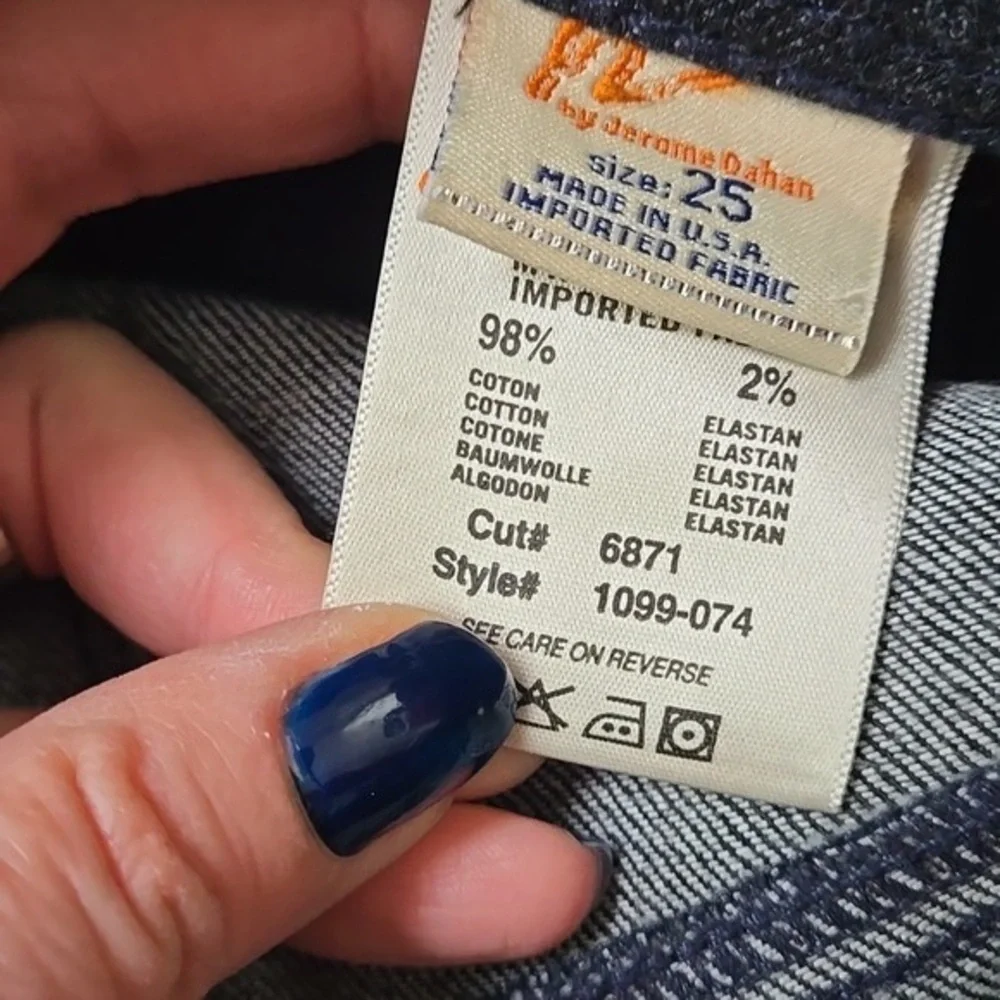 by Jerome Dahan
size: 25
MADE IN U.S.A.
IMPORTED FABRIC
IMPORTED
98%
2%
COTON
COTTON
COTONE
BAUMWOLLE
ALGODON
ELASTAN
ELASTAN
ELASTAN
ELASTAN
ELASTAN
Cut# 6871
Style# 1099-074
SEE CARE ON REVERSE